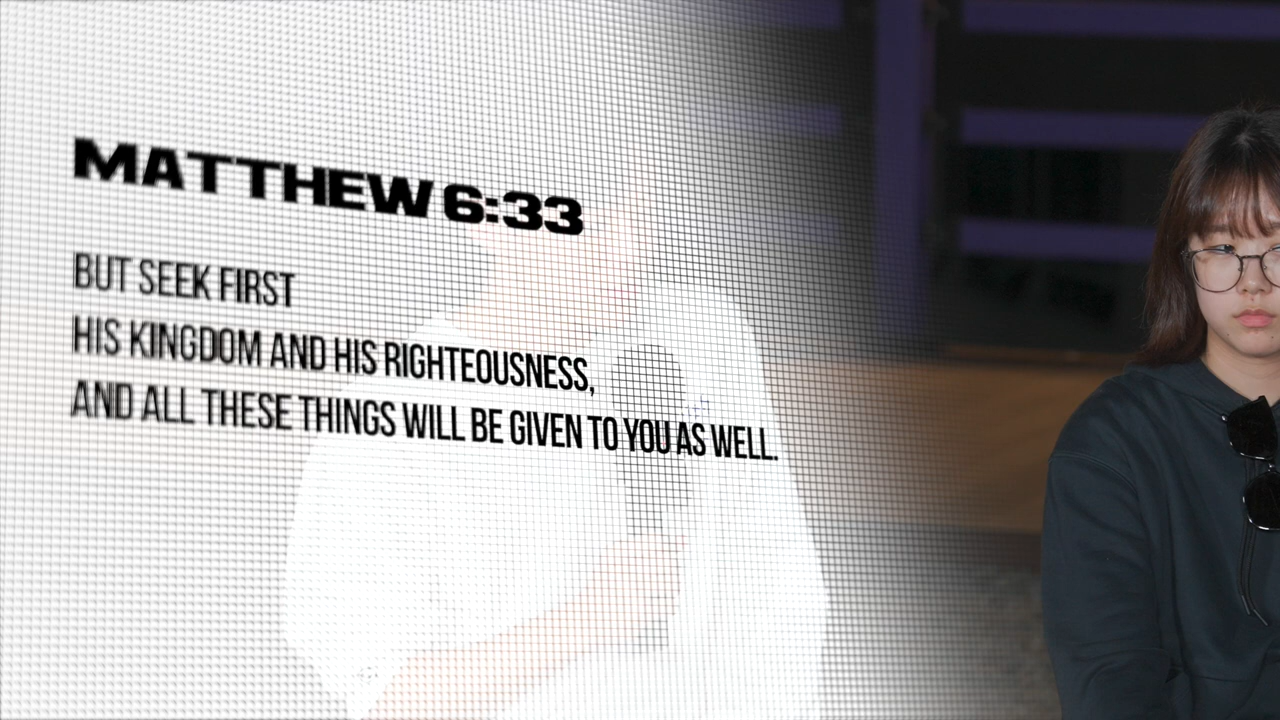 MATTHEW 6:33
BUT SEEK FIRST
HIS KINGDOM AND HIS RIGHTEOUSNESS,
AND ALL THESE THINGS WILL BE GIVEN TO YOU AS WELL.